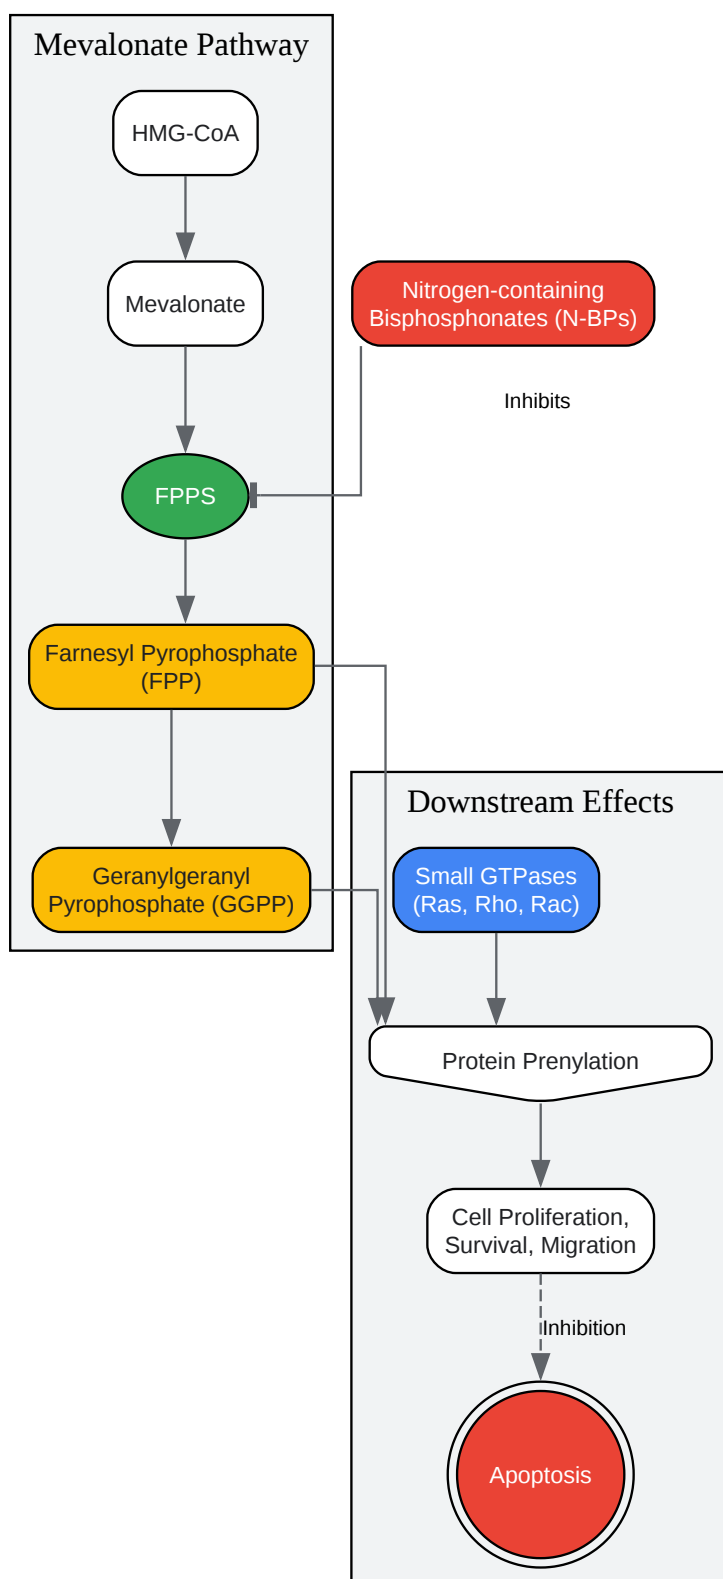 Mevalonate Pathway
HMG-CoA
Mevalonate
Nitrogen-containing
Bisphosphonates (N-BPs)
Inhibits
FPPS
Farnesyl Pyrophosphate
(FPP)
Geranylgeranyl
Pyrophosphate (GGPP)
Downstream Effects
Small GTPases
(Ras, Rho, Rac)
Protein Prenylation
Cell Proliferation,
Survival, Migration
Inhibition
Apoptosis